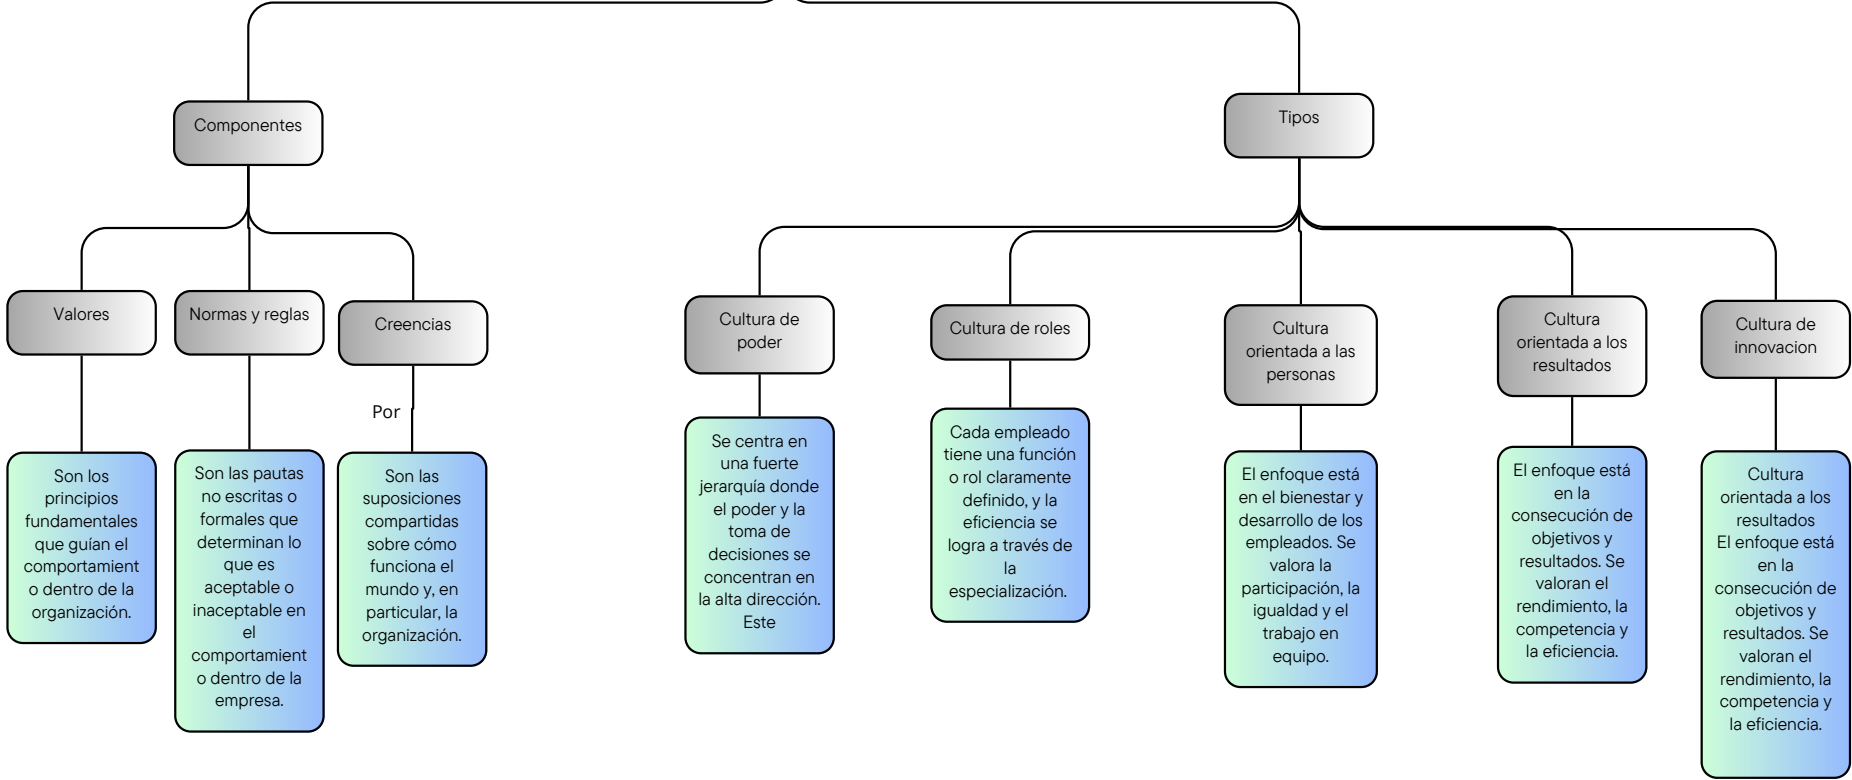 Componentes
Tipos
Valores
Normas y reglas
Creencias
Cultura de
poder
Cultura de roles
Cultura
orientada a las
personas
Cultura
orientada a los
resultados
Cultura de
innovacion
Por
Son los
principios
fundamentales
que guían el
comportamient
o dentro de la
organización.
Son las pautas
no escritas o
formales que
determinan lo
que es
aceptable o
inaceptable en
el
comportamient
o dentro de la
empresa.
Son las
suposiciones
compartidas
sobre cómo
funciona el
mundo y, en
particular, la
organización.
Se centra en
una fuerte
jerarquía donde
el poder y la
toma de
decisiones se
concentran en
la alta dirección.
Este
Cada empleado
tiene una función
o rol claramente
definido, y la
eficiencia se
logra a través de
la
especialización.
El enfoque está
en el bienestar y
desarrollo de los
empleados. Se
valora la
participación, la
igualdad y el
trabajo en
equipo.
El enfoque está
en la
consecución de
objetivos y
resultados. Se
valoran el
rendimiento, la
competencia y
la eficiencia.
Cultura
orientada a los
resultados
El enfoque está
en la
consecución de
objetivos y
resultados. Se
valoran el
rendimiento, la
competencia y
la eficiencia.